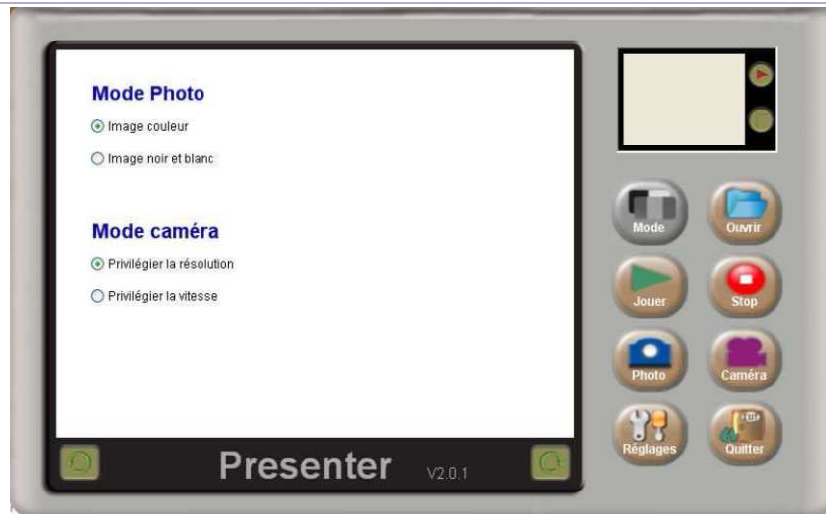 Mode Photo
Image couleur
Image noir et blanc
Mode caméra
Privilégier la résolution
Privilégier la vitesse
Presenter V2.0.1
Mode Ouvrir
Jouer Stop
Photo Caméra
Réglages Quitter